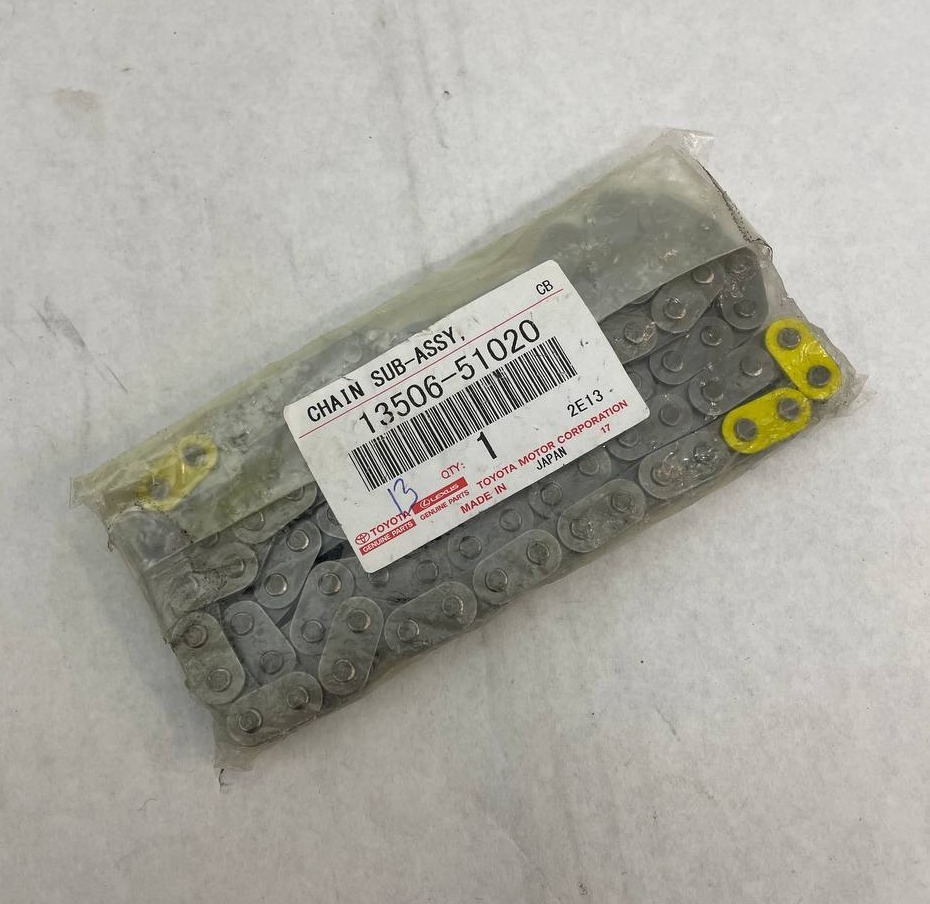 CB
CHAIN SUB-ASSY,
13506-51020
QTY: 1
2E13
13
TOYOTA
GENUINE PARTS
LEXUS
GENUINE PARTS
TOYOTA MOTOR CORPORATION
MADE IN JAPAN 17